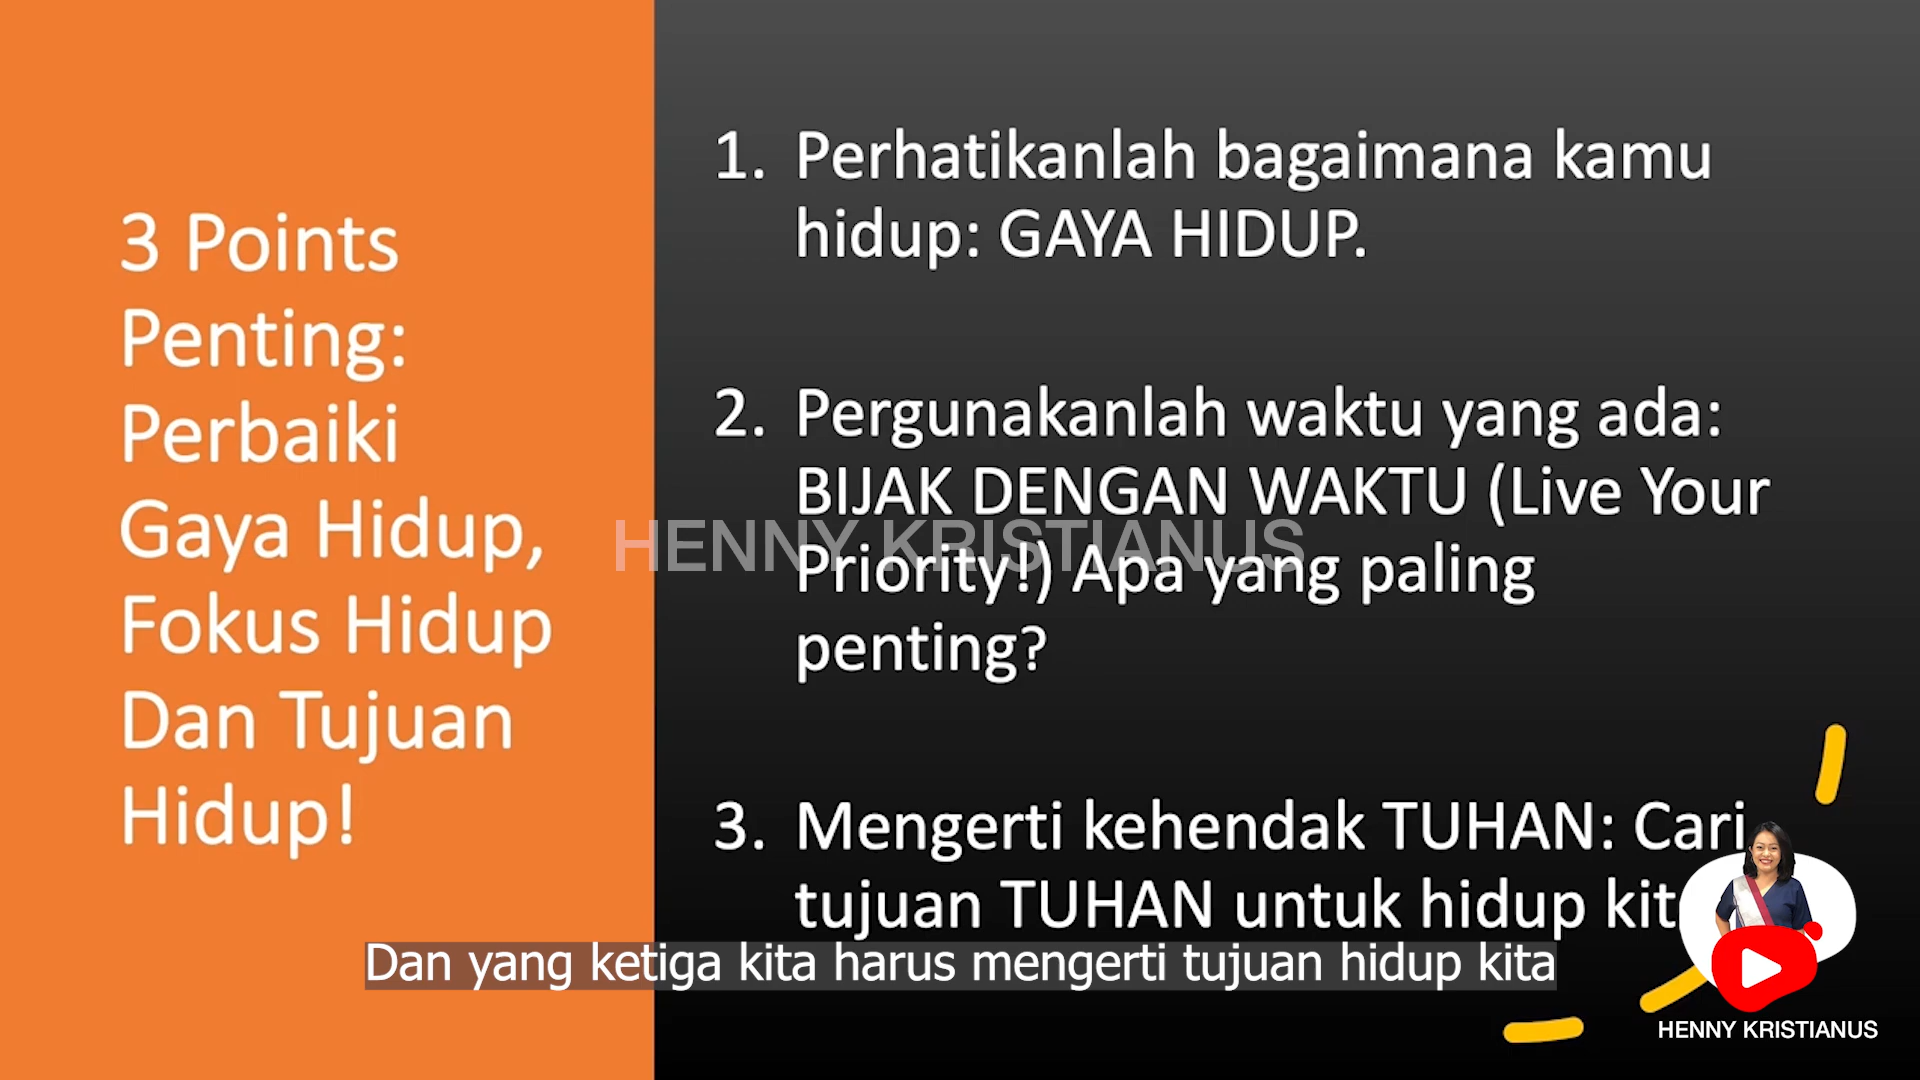 3 Points
Penting:
Perbaiki
Gaya Hidup,
Fokus Hidup
Dan Tujuan
Hidup!
1. Perhatikanlah bagaimana kamu
hidup: GAYA HIDUP.
2. Pergunakanlah waktu yang ada:
BIJAK DENGAN WAKTU (Live Your
Priority!) Apa yang paling
penting?
3. Mengerti kehendak TUHAN: Cari
tujuan TUHAN untuk hidup kit
HENNY KRISTIANUS
Dan yang ketiga kita harus mengerti tujuan hidup kita
HENNY KRISTIANUS